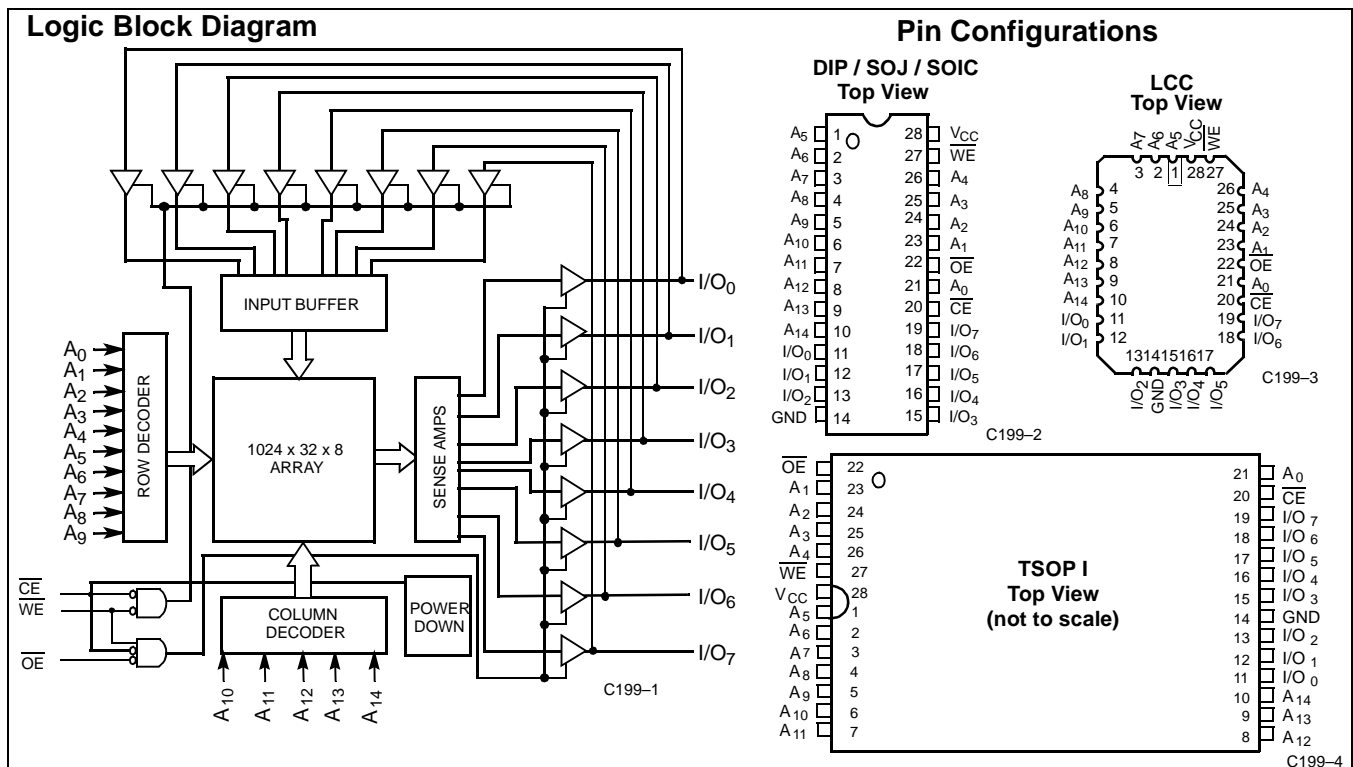 Logic Block Diagram
INPUT BUFFER
A0
A1
A2
A3
A4
A5
A6
A7
A8
A9
ROW DECODER
1024 x 32 x 8
ARRAY
SENSE AMPS
I/O0
I/O1
I/O2
I/O3
I/O4
I/O5
I/O6
I/O7
CE
WE
OE
COLUMN
DECODER
POWER
DOWN
A10
A11
A12
A13
A14
C199–1
Pin Configurations
DIP / SOJ / SOIC
Top View
A5 1 28 VCC
A6 2 27 WE
A7 3 26 A4
A8 4 25 A3
A9 5 24 A2
A10 6 23 A1
A11 7 22 OE
A12 8 21 A0
A13 9 20 CE
A14 10 19 I/O7
I/O0 11 18 I/O6
I/O1 12 17 I/O5
I/O2 13 16 I/O4
GND 14 15 I/O3
C199–2
LCC
Top View
A7 A6 A5 VCC WE
3 2 1 28 27
A8 4 26 A4
A9 5 25 A3
A10 6 24 A2
A11 7 23 A1
A12 8 22 OE
A13 9 21 A0
A14 10 20 CE
I/O0 11 19 I/O7
I/O1 12 18 I/O6
13 14 15 16 17
I/O2 GND I/O3 I/O4 I/O5
C199–3
OE 22 21 A0
A1 23 20 CE
A2 24 19 I/O7
A3 25 18 I/O6
A4 26 17 I/O5
WE 27 16 I/O4
VCC 28 15 I/O3
A5 1 14 GND
A6 2 13 I/O2
A7 3 12 I/O1
A8 4 11 I/O0
A9 5 10 A14
A10 6 9 A13
A11 7 8 A12
TSOP I
Top View
(not to scale)
C199–4